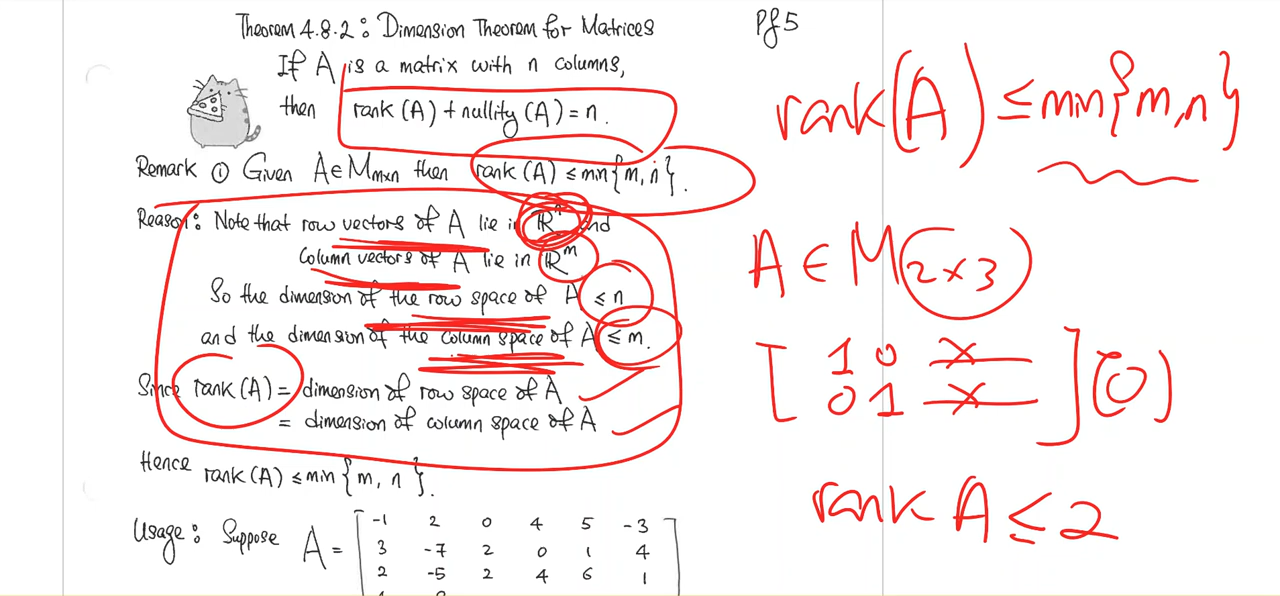 Theorem 4.8.2: Dimension Theorem for Matrices
Pg 5
If A is a matrix with n columns,
then rank (A) + nullity (A) = n.
Remark ① Given A ∈ Mmxn then rank (A) ≤ min{m, n}.
Reason: Note that row vectors of A lie in ℝⁿ and
Column vectors of A lie in ℝᵐ
So the dimension of the row space of A ≤ n
and the dimension of the column space of A ≤ m.
Since rank (A) = dimension of row space of A
= dimension of column space of A
Hence rank (A) ≤ min {m, n}.
Usage: Suppose A =
-1 2 0 4 5 -3
3 -7 2 0 1 4
2 -5 2 4 6 1
rank(A) ≤ min{m,n}
A ∈ M 2x3
[ 1 0 x
0 1 x ] (0)
rank A ≤ 2